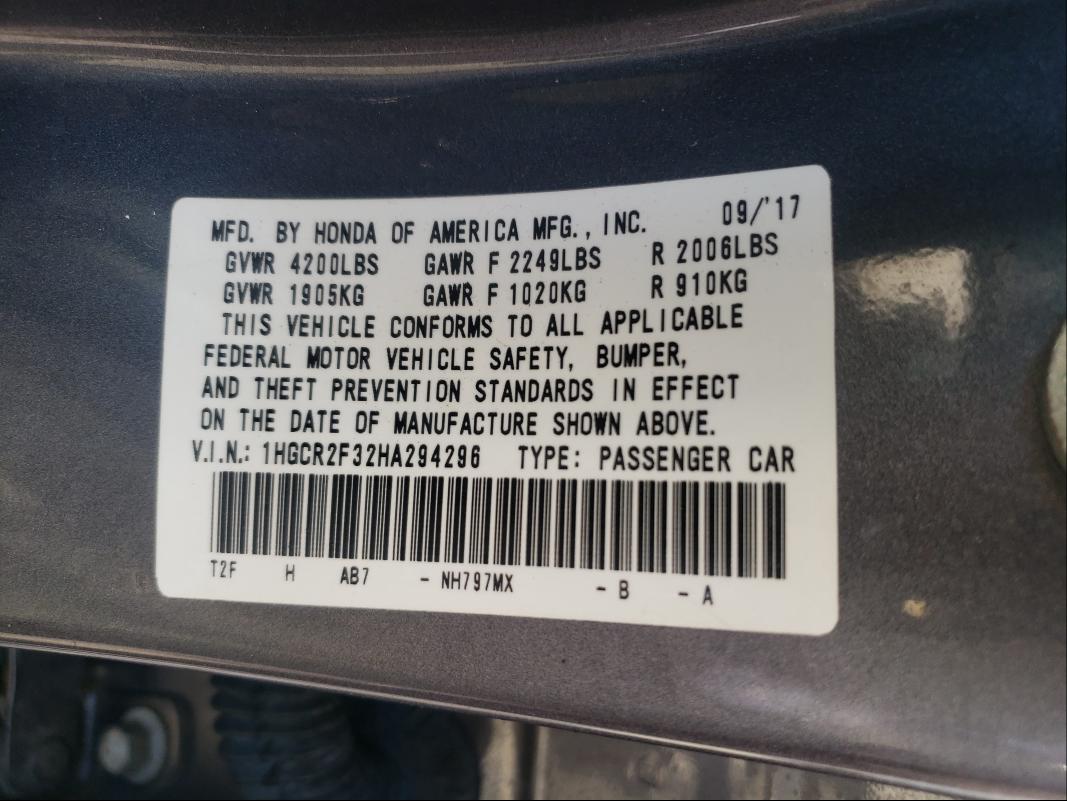 MFD. BY HONDA OF AMERICA MFG., INC. 09/'17
GVWR 4200LBS GAWR F 2249LBS R 2006LBS
GVWR 1905KG GAWR F 1020KG R 910KG
THIS VEHICLE CONFORMS TO ALL APPLICABLE
FEDERAL MOTOR VEHICLE SAFETY, BUMPER,
AND THEFT PREVENTION STANDARDS IN EFFECT
ON THE DATE OF MANUFACTURE SHOWN ABOVE.
V.I.N.: 1HGCR2F32HA294296 TYPE: PASSENGER CAR
T2F H AB7 - NH797MX - B - A